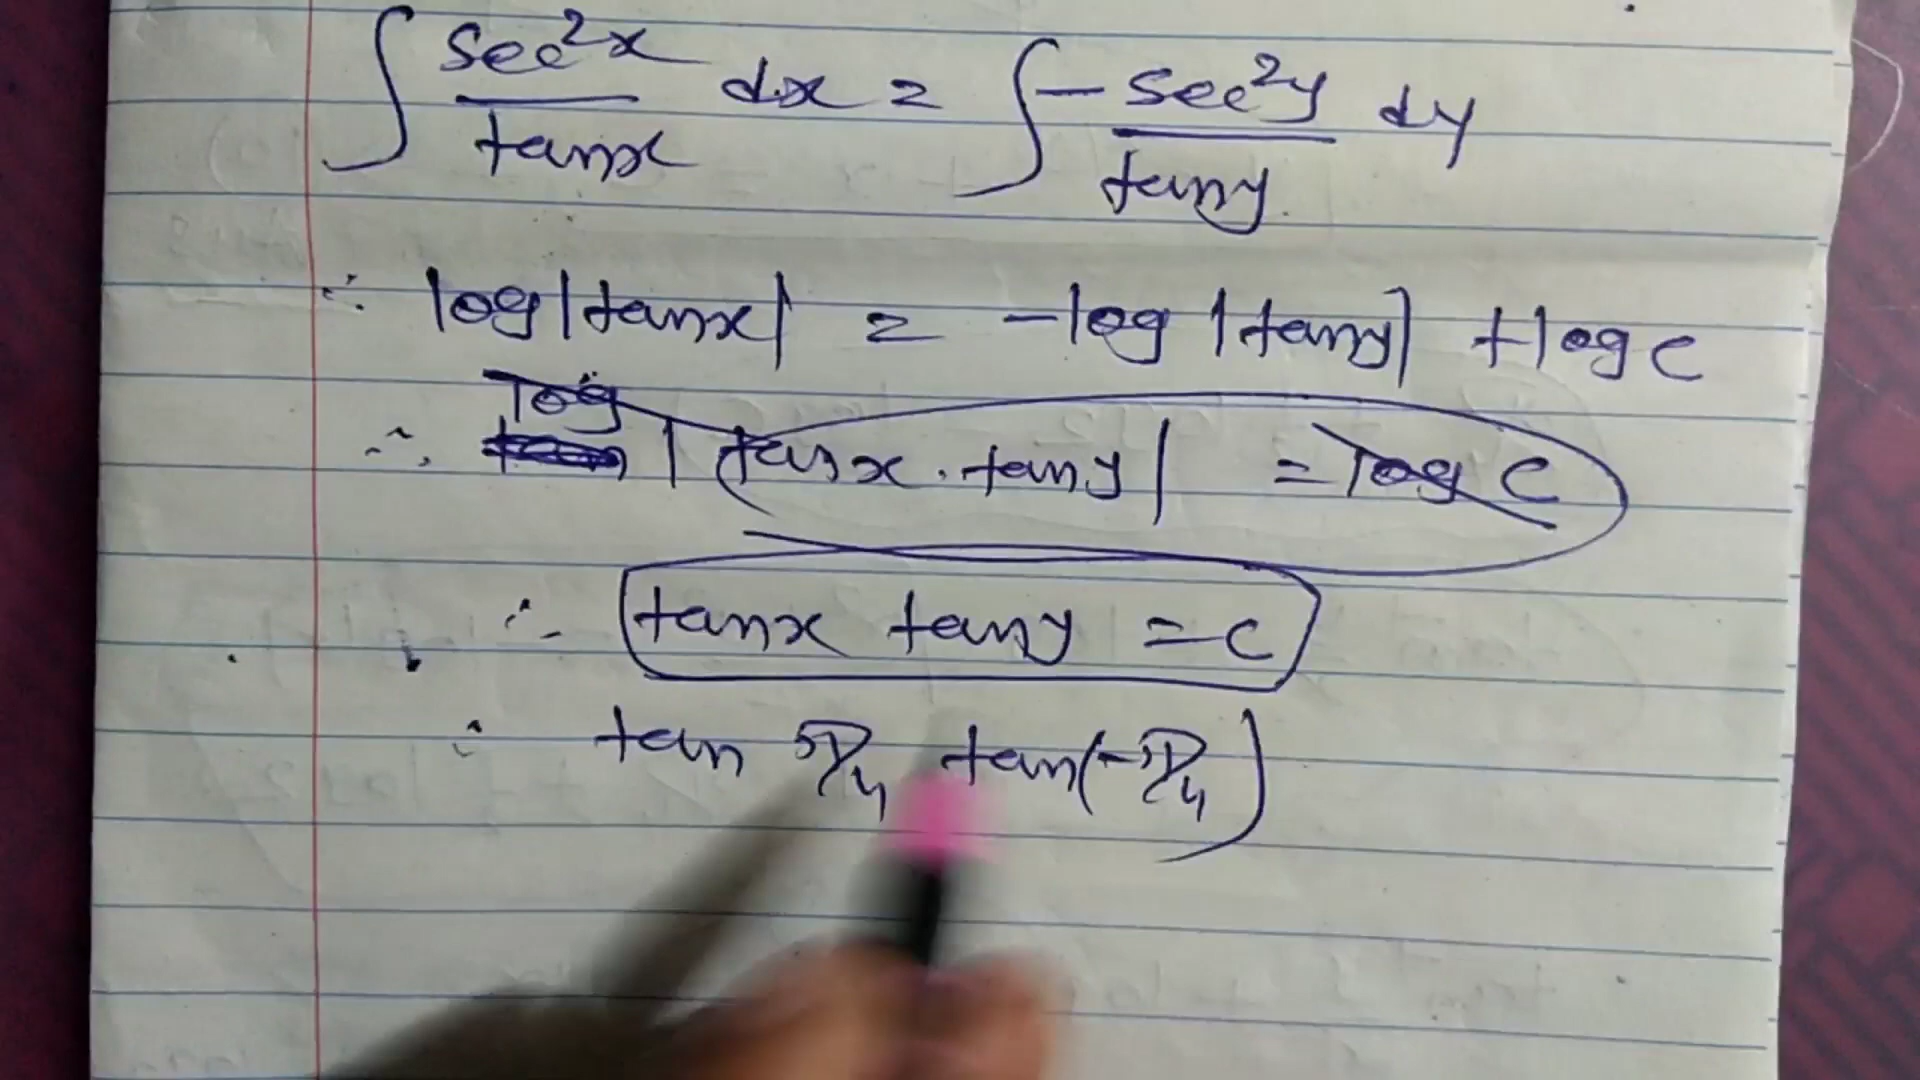 ∫ sec²x / tanx dx = ∫ - sec²y / tany dy
∴ log|tanx| = -log |tany| + log c
∴ log |tanx . tany| = log c
∴ tanx tany = c
∴ tan π/4 tan(-π/4)